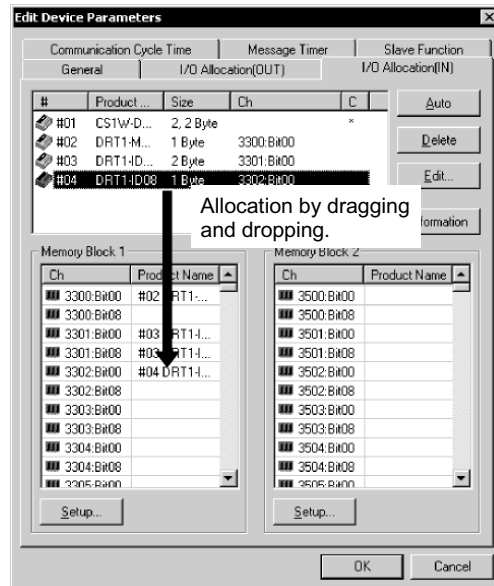 Edit Device Parameters
Communication Cycle Time Message Timer Slave Function
General I/O Allocation(OUT) I/O Allocation(IN)
# Product ... Size Ch C
#01 CS1W-D... 2, 2 Byte *
#02 DRT1-M... 1 Byte 3300:Bit00
#03 DRT1-ID... 2 Byte 3301:Bit00
#04 DRT1-ID08 1 Byte 3302:Bit00
Auto
Delete
Edit...
formation
Allocation by dragging
and dropping.
Memory Block 1
Ch Product Name
3300:Bit00 #02 DRT1-...
3300:Bit08
3301:Bit00 #03 RT1-I...
3301:Bit08 #03 RT1-I...
3302:Bit00 #04 DRT1-I...
3302:Bit08
3303:Bit00
3303:Bit08
3304:Bit00
3304:Bit08
3305:Bit00
Setup...
Memory Block 2
Ch Product Name
3500:Bit00
3500:Bit08
3501:Bit00
3501:Bit08
3502:Bit00
3502:Bit08
3503:Bit00
3503:Bit08
3504:Bit00
3504:Bit08
3505:Bit00
Setup...
OK Cancel